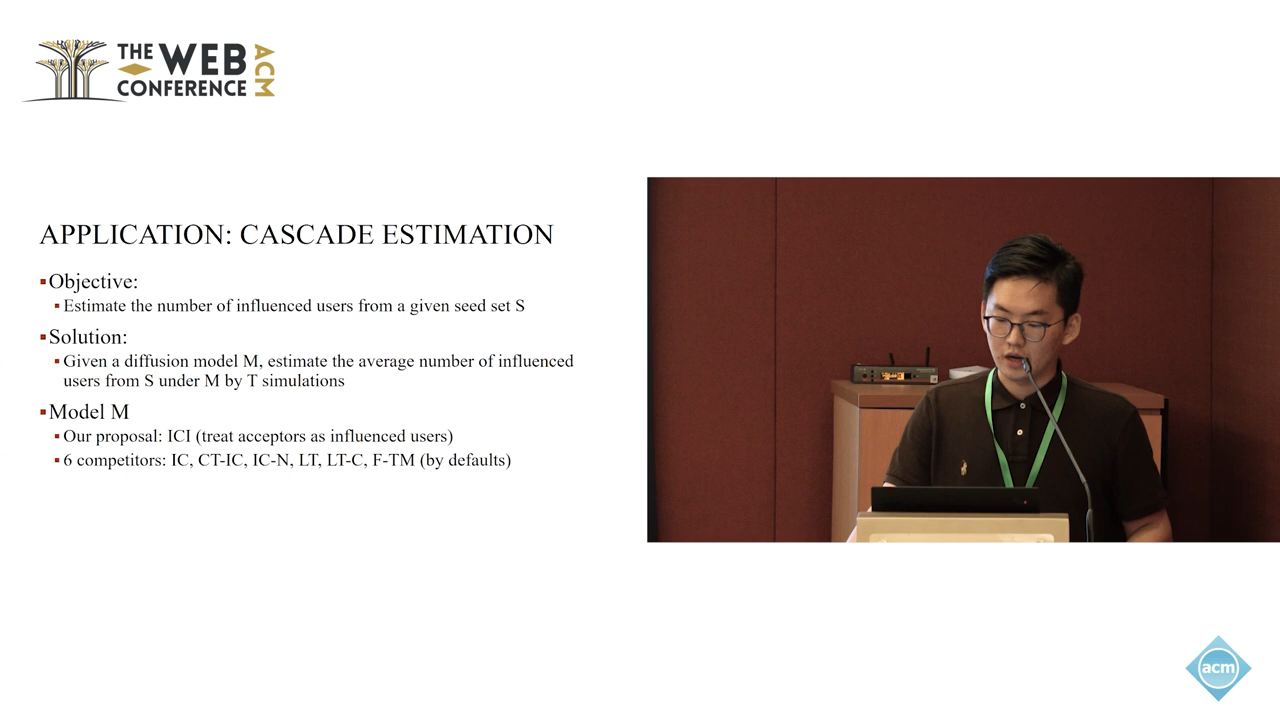 THE WEB
CONFERENCE
ACM
APPLICATION: CASCADE ESTIMATION
▪Objective:
▪Estimate the number of influenced users from a given seed set S
▪Solution:
▪Given a diffusion model M, estimate the average number of influenced
users from S under M by T simulations
▪Model M
▪Our proposal: ICI (treat acceptors as influenced users)
▪6 competitors: IC, CT-IC, IC-N, LT, LT-C, F-TM (by defaults)
acm